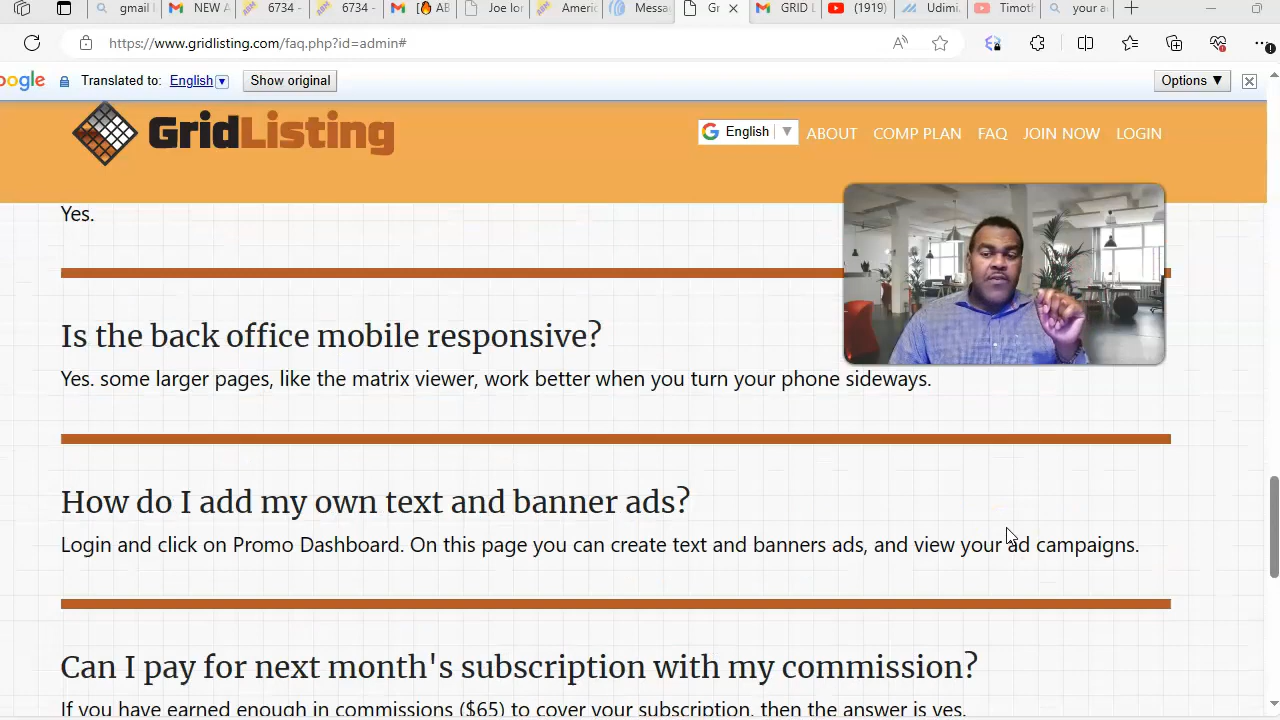 gmail
NEW A
6734 -
6734 -
AB
Joe lor
Americ
Messa
Gr
GRID L
(1919)
Udimi.
Timoth
your a
https://www.gridlisting.com/faq.php?id=admin#
oogle Translated to: English Show original Options ▼
GridListing
English ▼ ABOUT COMP PLAN FAQ JOIN NOW LOGIN
Yes.
Is the back office mobile responsive?
Yes. some larger pages, like the matrix viewer, work better when you turn your phone sideways.
How do I add my own text and banner ads?
Login and click on Promo Dashboard. On this page you can create text and banners ads, and view your ad campaigns.
Can I pay for next month's subscription with my commission?
If you have earned enough in commissions ($65) to cover your subscription, then the answer is yes.